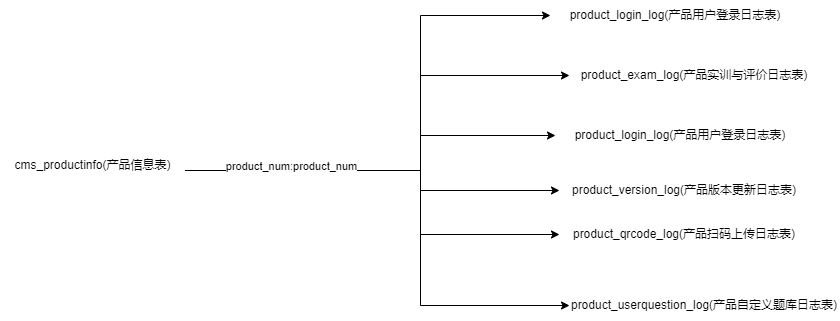 product_login_log(产品用户登录日志表)
product_exam_log(产品实训与评价日志表)
product_login_log(产品用户登录日志表)
cms_productinfo(产品信息表)
product_num:product_num
product_version_log(产品版本更新日志表)
product_qrcode_log(产品扫码上传日志表)
product_userquestion_log(产品自定义题库日志表)